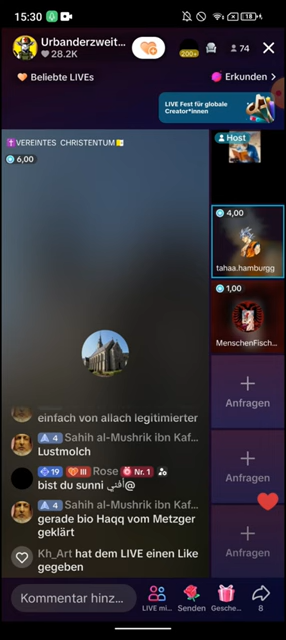 15:30
18
Urbanderzweit...
28.2K
200+
74
Beliebte LIVEs
Erkunden >
LIVE Fest für globale
Creator*innen
✝️VEREINTES CHRISTENTUM🇻🇦
6,00
Host
4,00
tahaa.hamburgg
1,00
MenschenFisch...
Anfragen
Anfragen
Anfragen
einfach von allach legitimierter
4 Sahih al-Mushrik ibn Kaf...
Lustmolch
19 III Rose Nr. 1
bist du sunni أفني@
4 Sahih al-Mushrik ibn Kaf...
gerade bio Haqq vom Metzger
geklärt
Kh_Art hat dem LIVE einen Like
gegeben
Kommentar hinz...
LIVE mi...
Senden
Gesche...
8